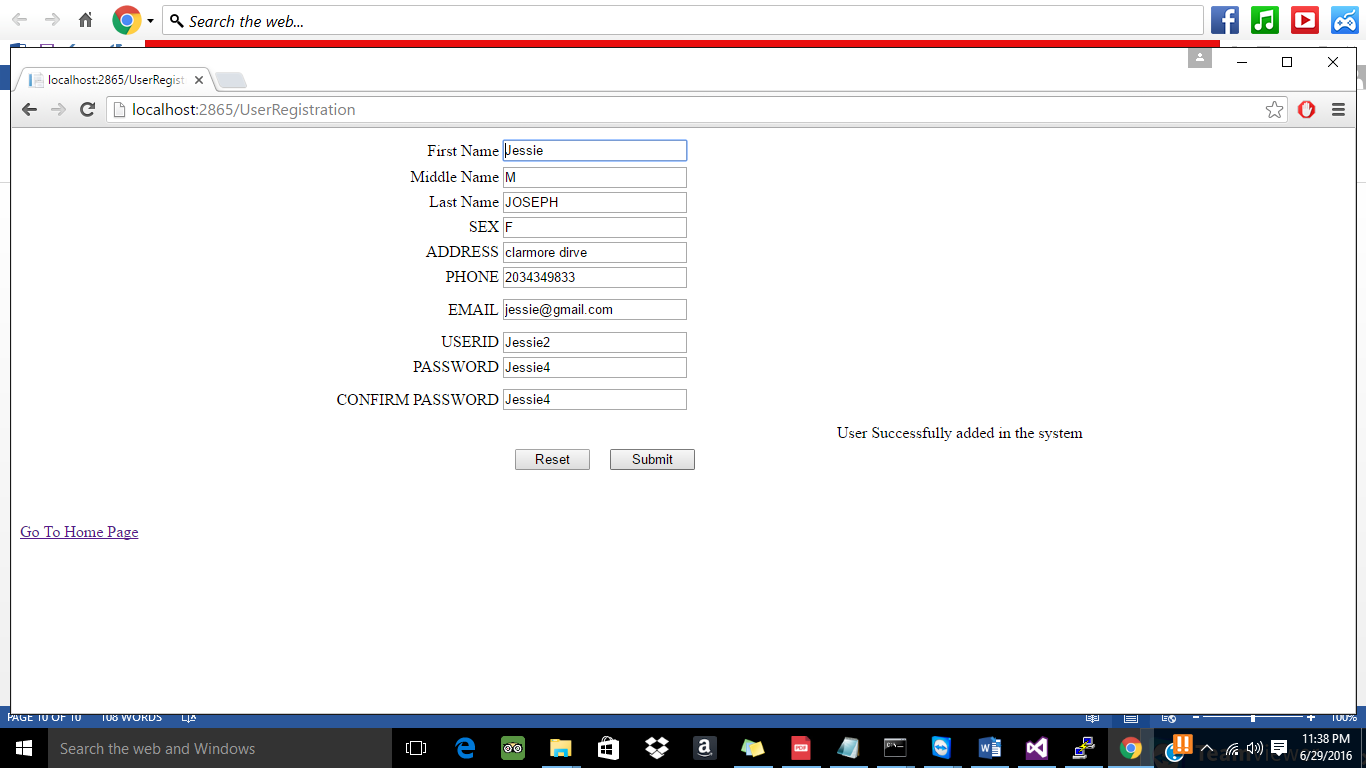 Search the web...
localhost:2865/UserRegist
localhost:2865/UserRegistration
First Name Jessie
Middle Name M
Last Name JOSEPH
SEX F
ADDRESS clarmore dirve
PHONE 2034349833
EMAIL jessie@gmail.com
USERID Jessie2
PASSWORD Jessie4
CONFIRM PASSWORD Jessie4
User Successfully added in the system
Reset Submit
Go To Home Page
PAGE 10 OF 10 108 WORDS 100%
Search the web and Windows
11:38 PM
6/29/2016